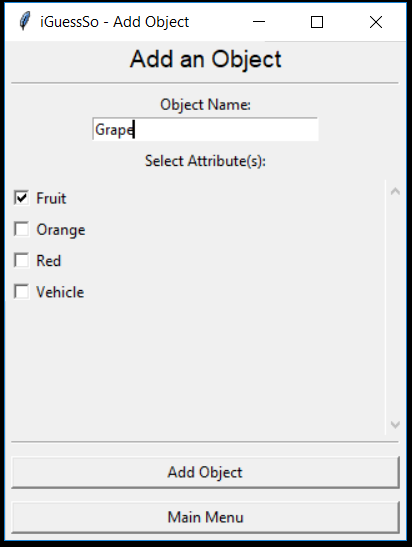 iGuessSo - Add Object
Add an Object
Object Name:
Grape
Select Attribute(s):
Fruit
Orange
Red
Vehicle
Add Object
Main Menu